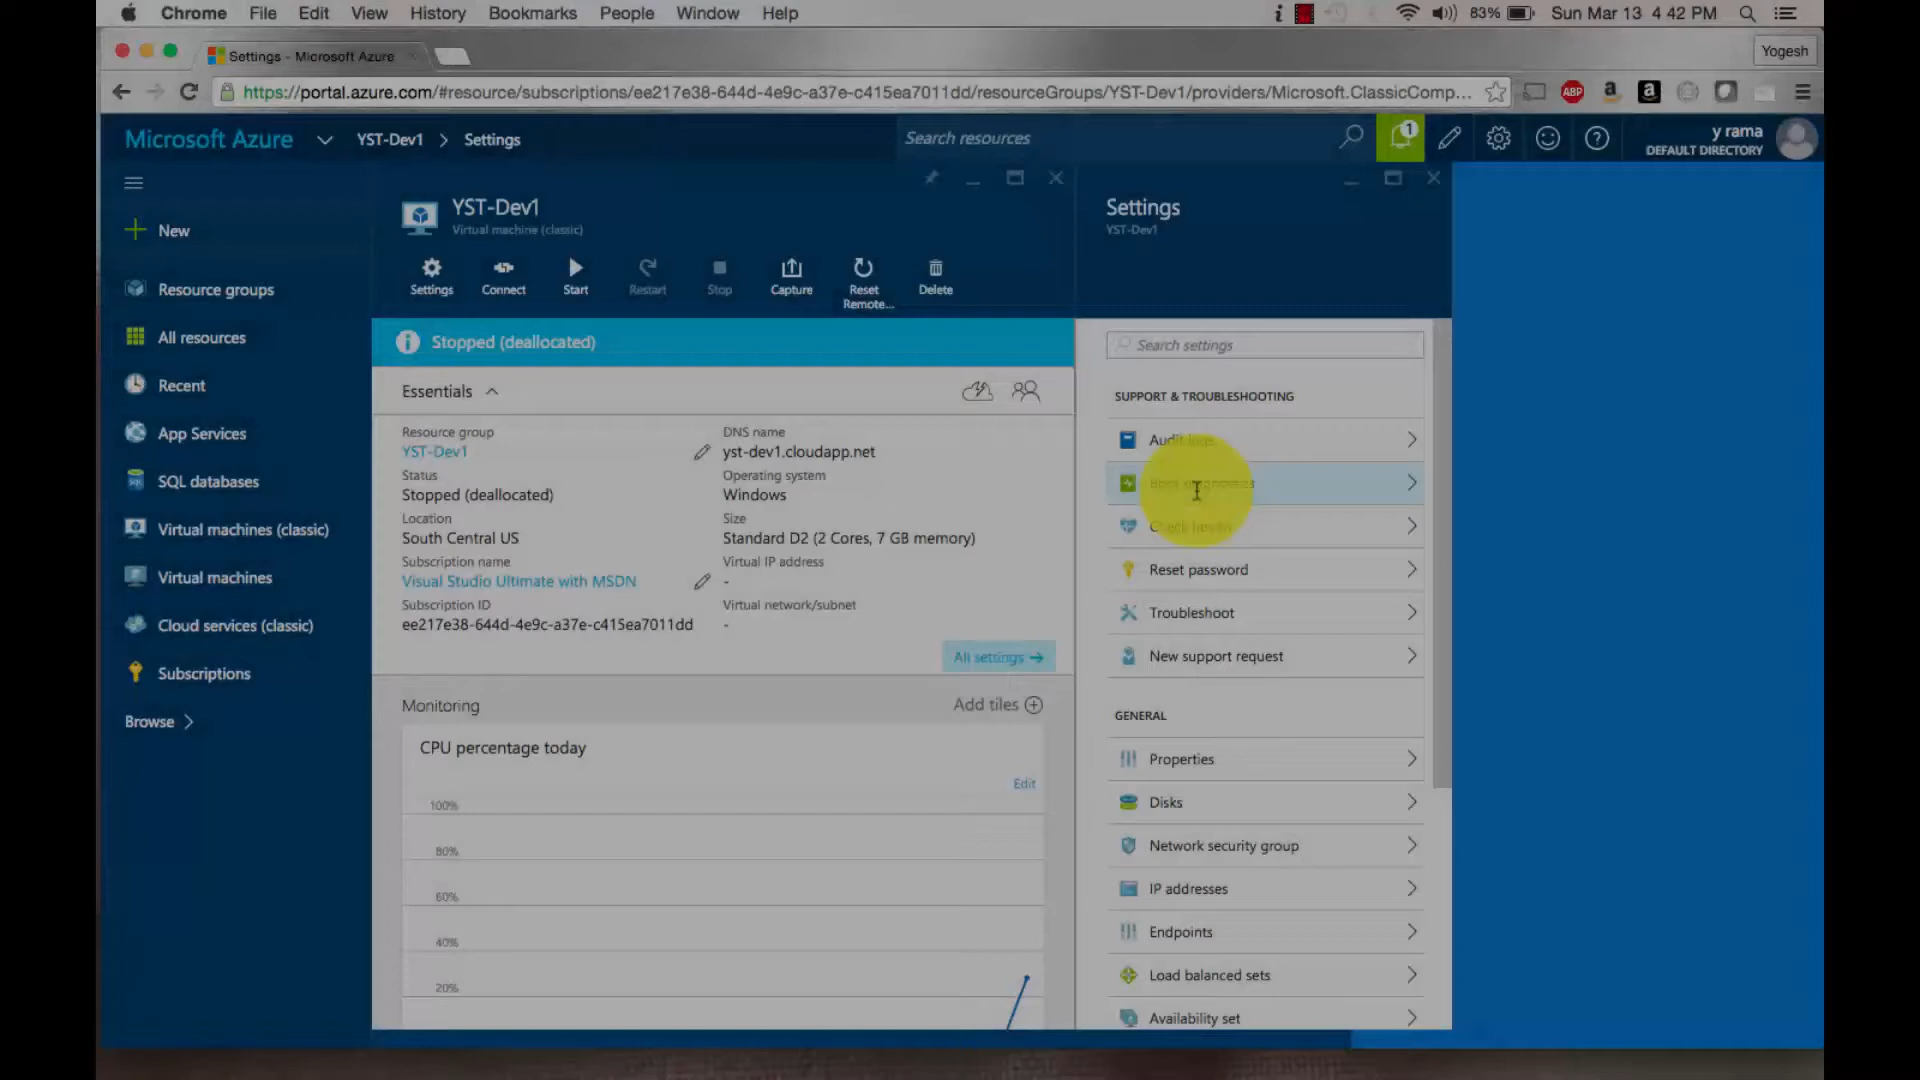 Chrome File Edit View History Bookmarks People Window Help
83% Sun Mar 13 4:42 PM
Settings - Microsoft Azure
Yogesh
https://portal.azure.com/#resource/subscriptions/ee217e38-644d-4e9c-a37e-c415ea7011dd/resourceGroups/YST-Dev1/providers/Microsoft.ClassicComp...
ABP
Microsoft Azure YST-Dev1 > Settings
Search resources
1
y rama
DEFAULT DIRECTORY
New
Resource groups
All resources
Recent
App Services
SQL databases
Virtual machines (classic)
Virtual machines
Cloud services (classic)
Subscriptions
Browse >
YST-Dev1
Virtual machine (classic)
Settings Connect Start Restart Stop Capture Reset Remote... Delete
Stopped (deallocated)
Essentials
Resource group
YST-Dev1
Status
Stopped (deallocated)
Location
South Central US
Subscription name
Visual Studio Ultimate with MSDN
Subscription ID
ee217e38-644d-4e9c-a37e-c415ea7011dd
DNS name
yst-dev1.cloudapp.net
Operating system
Windows
Size
Standard D2 (2 Cores, 7 GB memory)
Virtual IP address
-
Virtual network/subnet
-
All settings →
Monitoring
Add tiles
CPU percentage today
Edit
100%
80%
60%
40%
20%
Settings
YST-Dev1
Search settings
SUPPORT & TROUBLESHOOTING
Audit logs
Boot diagnostics
Check health
Reset password
Troubleshoot
New support request
GENERAL
Properties
Disks
Network security group
IP addresses
Endpoints
Load balanced sets
Availability set